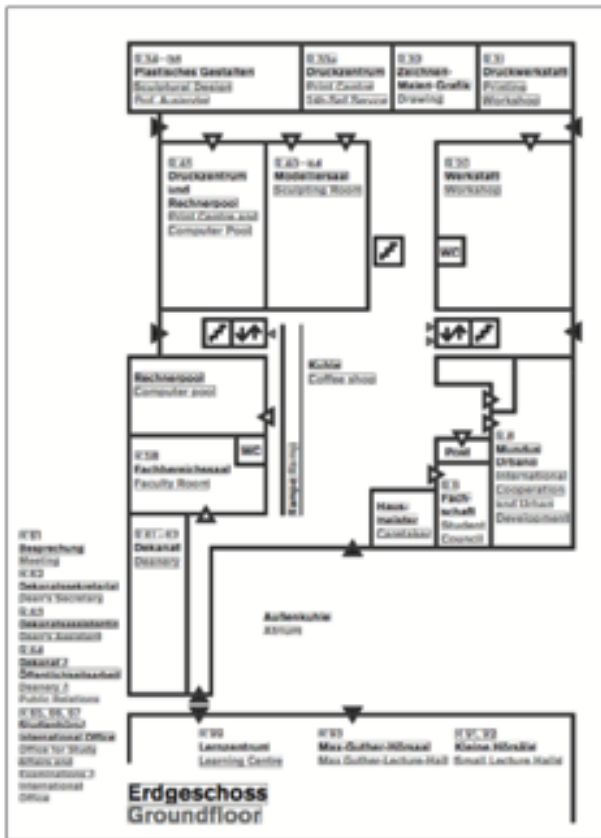 Plastisches Gestalten
Sculptural Design
Druckzentrum
Print Centre
Zeichnen-
Malen-Grafik
Drawing
Druckwerkstatt
Printing
Workshop
Druckzentrum
und
Rechnerpool
Print Centre and
Computer Pool
Modelliersaal
Sculpting Room
Werkstatt
Workshop
WC
Rechnerpool
Computer pool
Kuhle
Coffee shop
WC
Fachbereichssaal
Faculty Room
Rampe
Ramp
Post
Mundus
Urbano
International
Cooperation
and Urban
Development
Fach-
schaft
Student
Council
Haus-
meister
Caretaker
Dekanat
Deanery
Besprechung
Meeting
Dekanatssekretariat
Dean's Secretary
Dekanatsassistentin
Dean's Assistant
Dekanat /
Öffentlichkeitsarbeit
Deanery /
Public Relations
Studienbüro /
International Office
Office for Study
Affairs and
Examinations /
International
Office
Außenkuhle
Atrium
Lernzentrum
Learning Centre
Max-Guther-Hörsaal
Max Guther-Lecture-Hall
Kleine Hörsäle
Small Lecture Halls
Erdgeschoss
Groundfloor